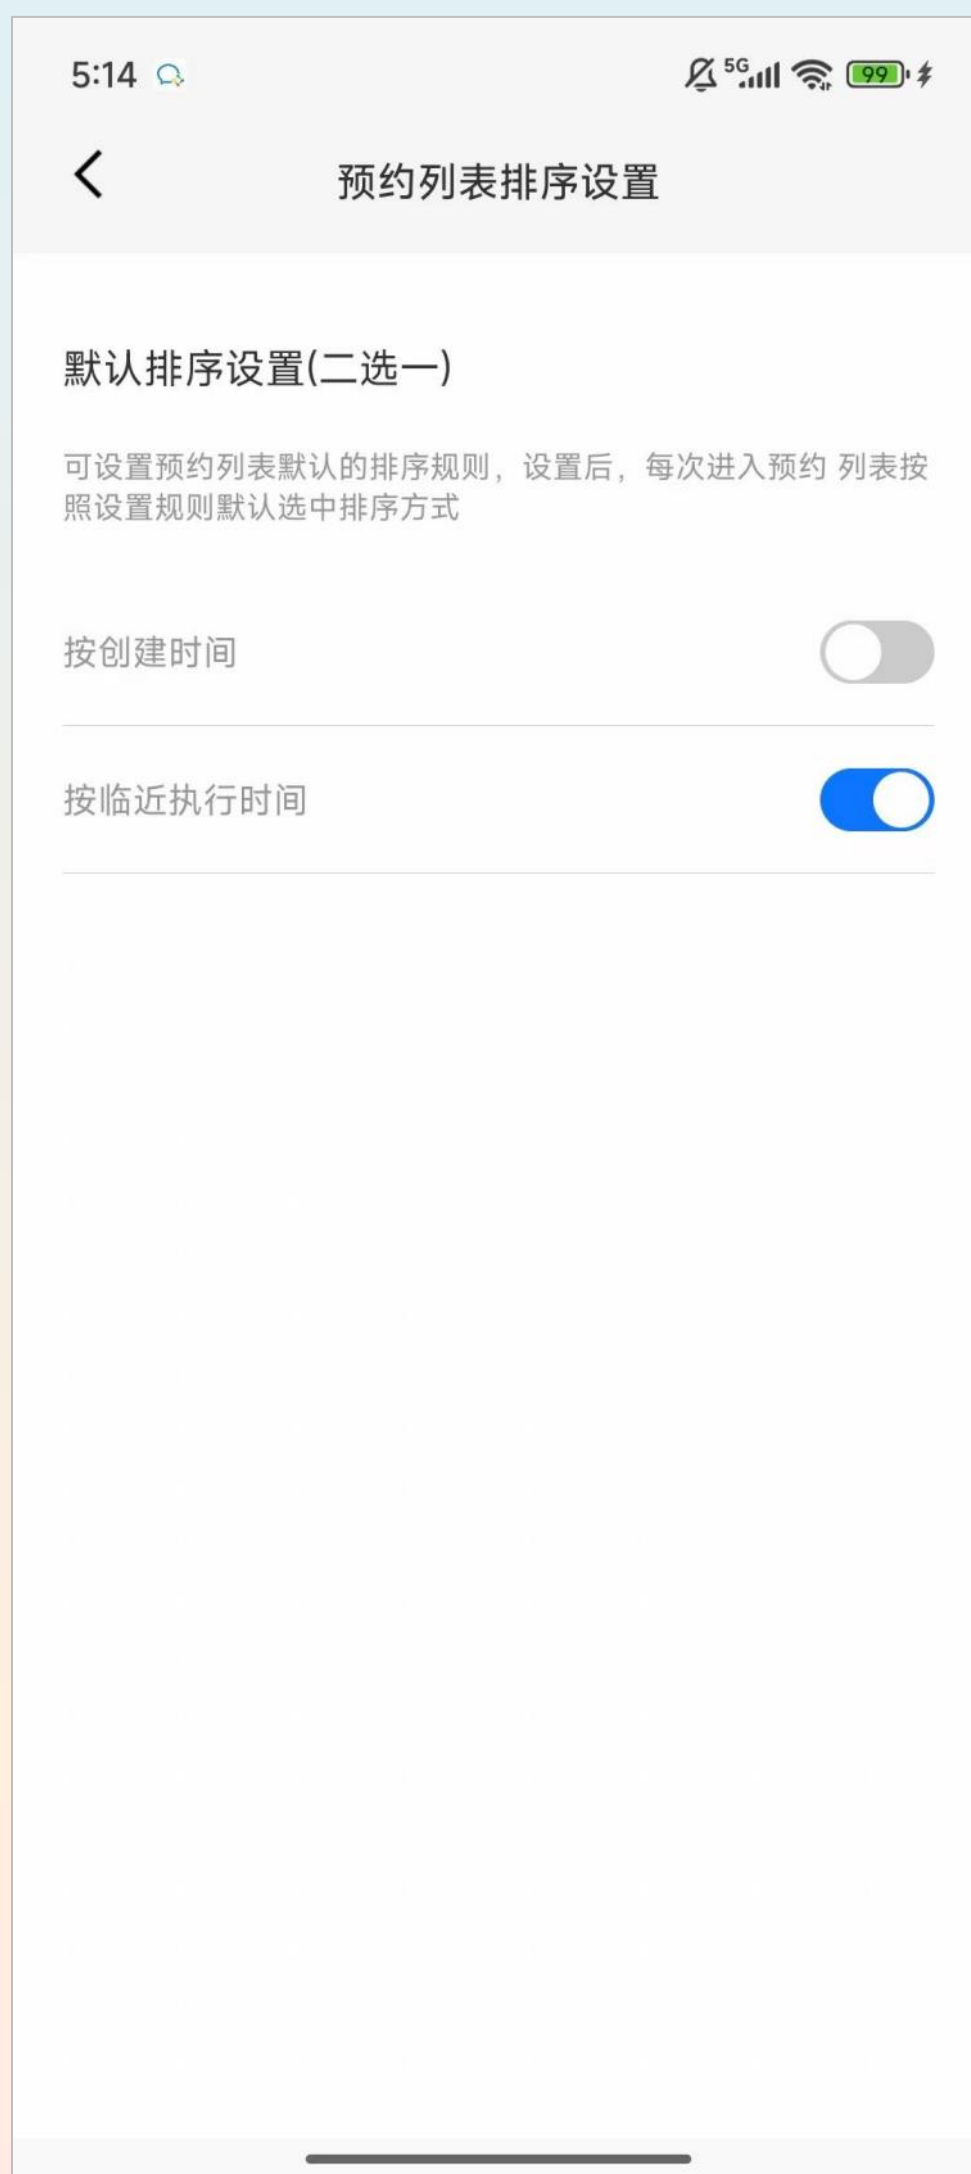 5:14
5G
99
预约列表排序设置
默认排序设置(二选一)
可设置预约列表默认的排序规则，设置后，每次进入预约 列表按
照设置规则默认选中排序方式
按创建时间
按临近执行时间